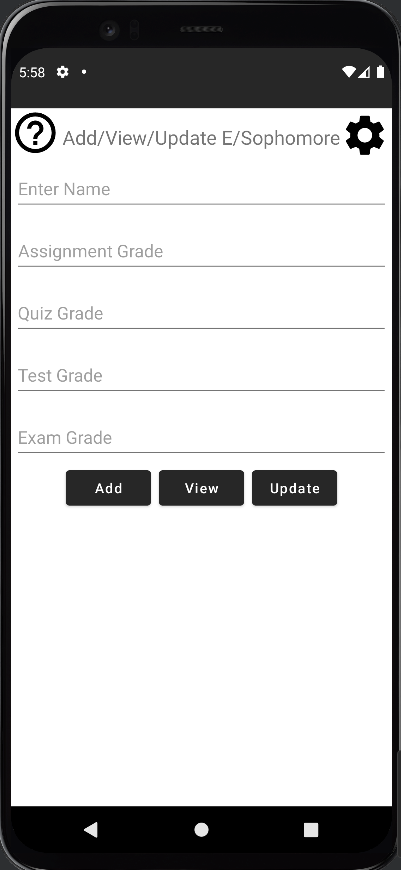 5:58
Add/View/Update E/Sophomore
Enter Name
Assignment Grade
Quiz Grade
Test Grade
Exam Grade
Add View Update